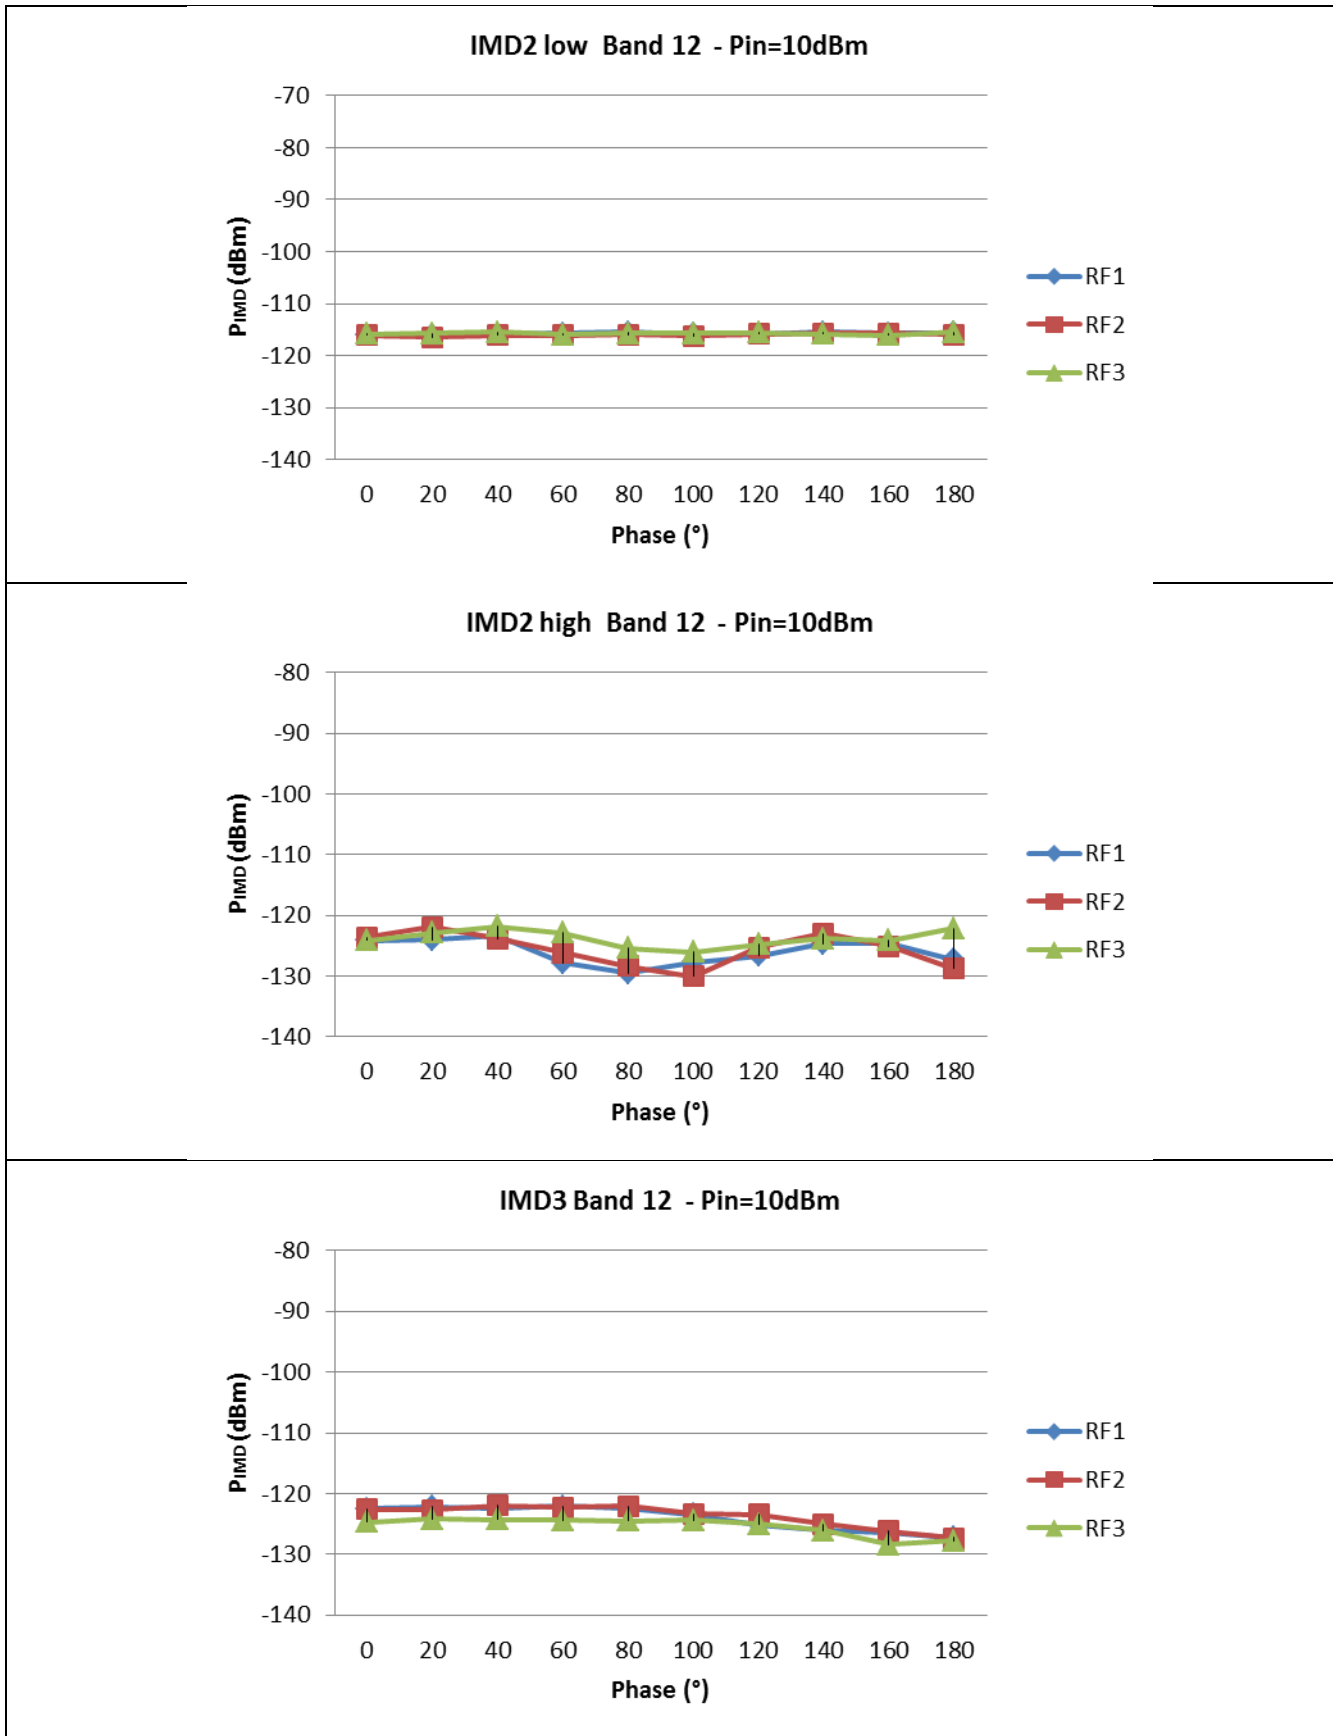 IMD2 low Band 12 - Pin=10dBm
-70
-80
-90
-100
-110
-120
-130
-140
PIMD (dBm)
0 20 40 60 80 100 120 140 160 180
Phase (°)
RF1
RF2
RF3
IMD2 high Band 12 - Pin=10dBm
-80
-90
-100
-110
-120
-130
-140
PIMD (dBm)
0 20 40 60 80 100 120 140 160 180
Phase (°)
RF1
RF2
RF3
IMD3 Band 12 - Pin=10dBm
-80
-90
-100
-110
-120
-130
-140
PIMD (dBm)
0 20 40 60 80 100 120 140 160 180
Phase (°)
RF1
RF2
RF3